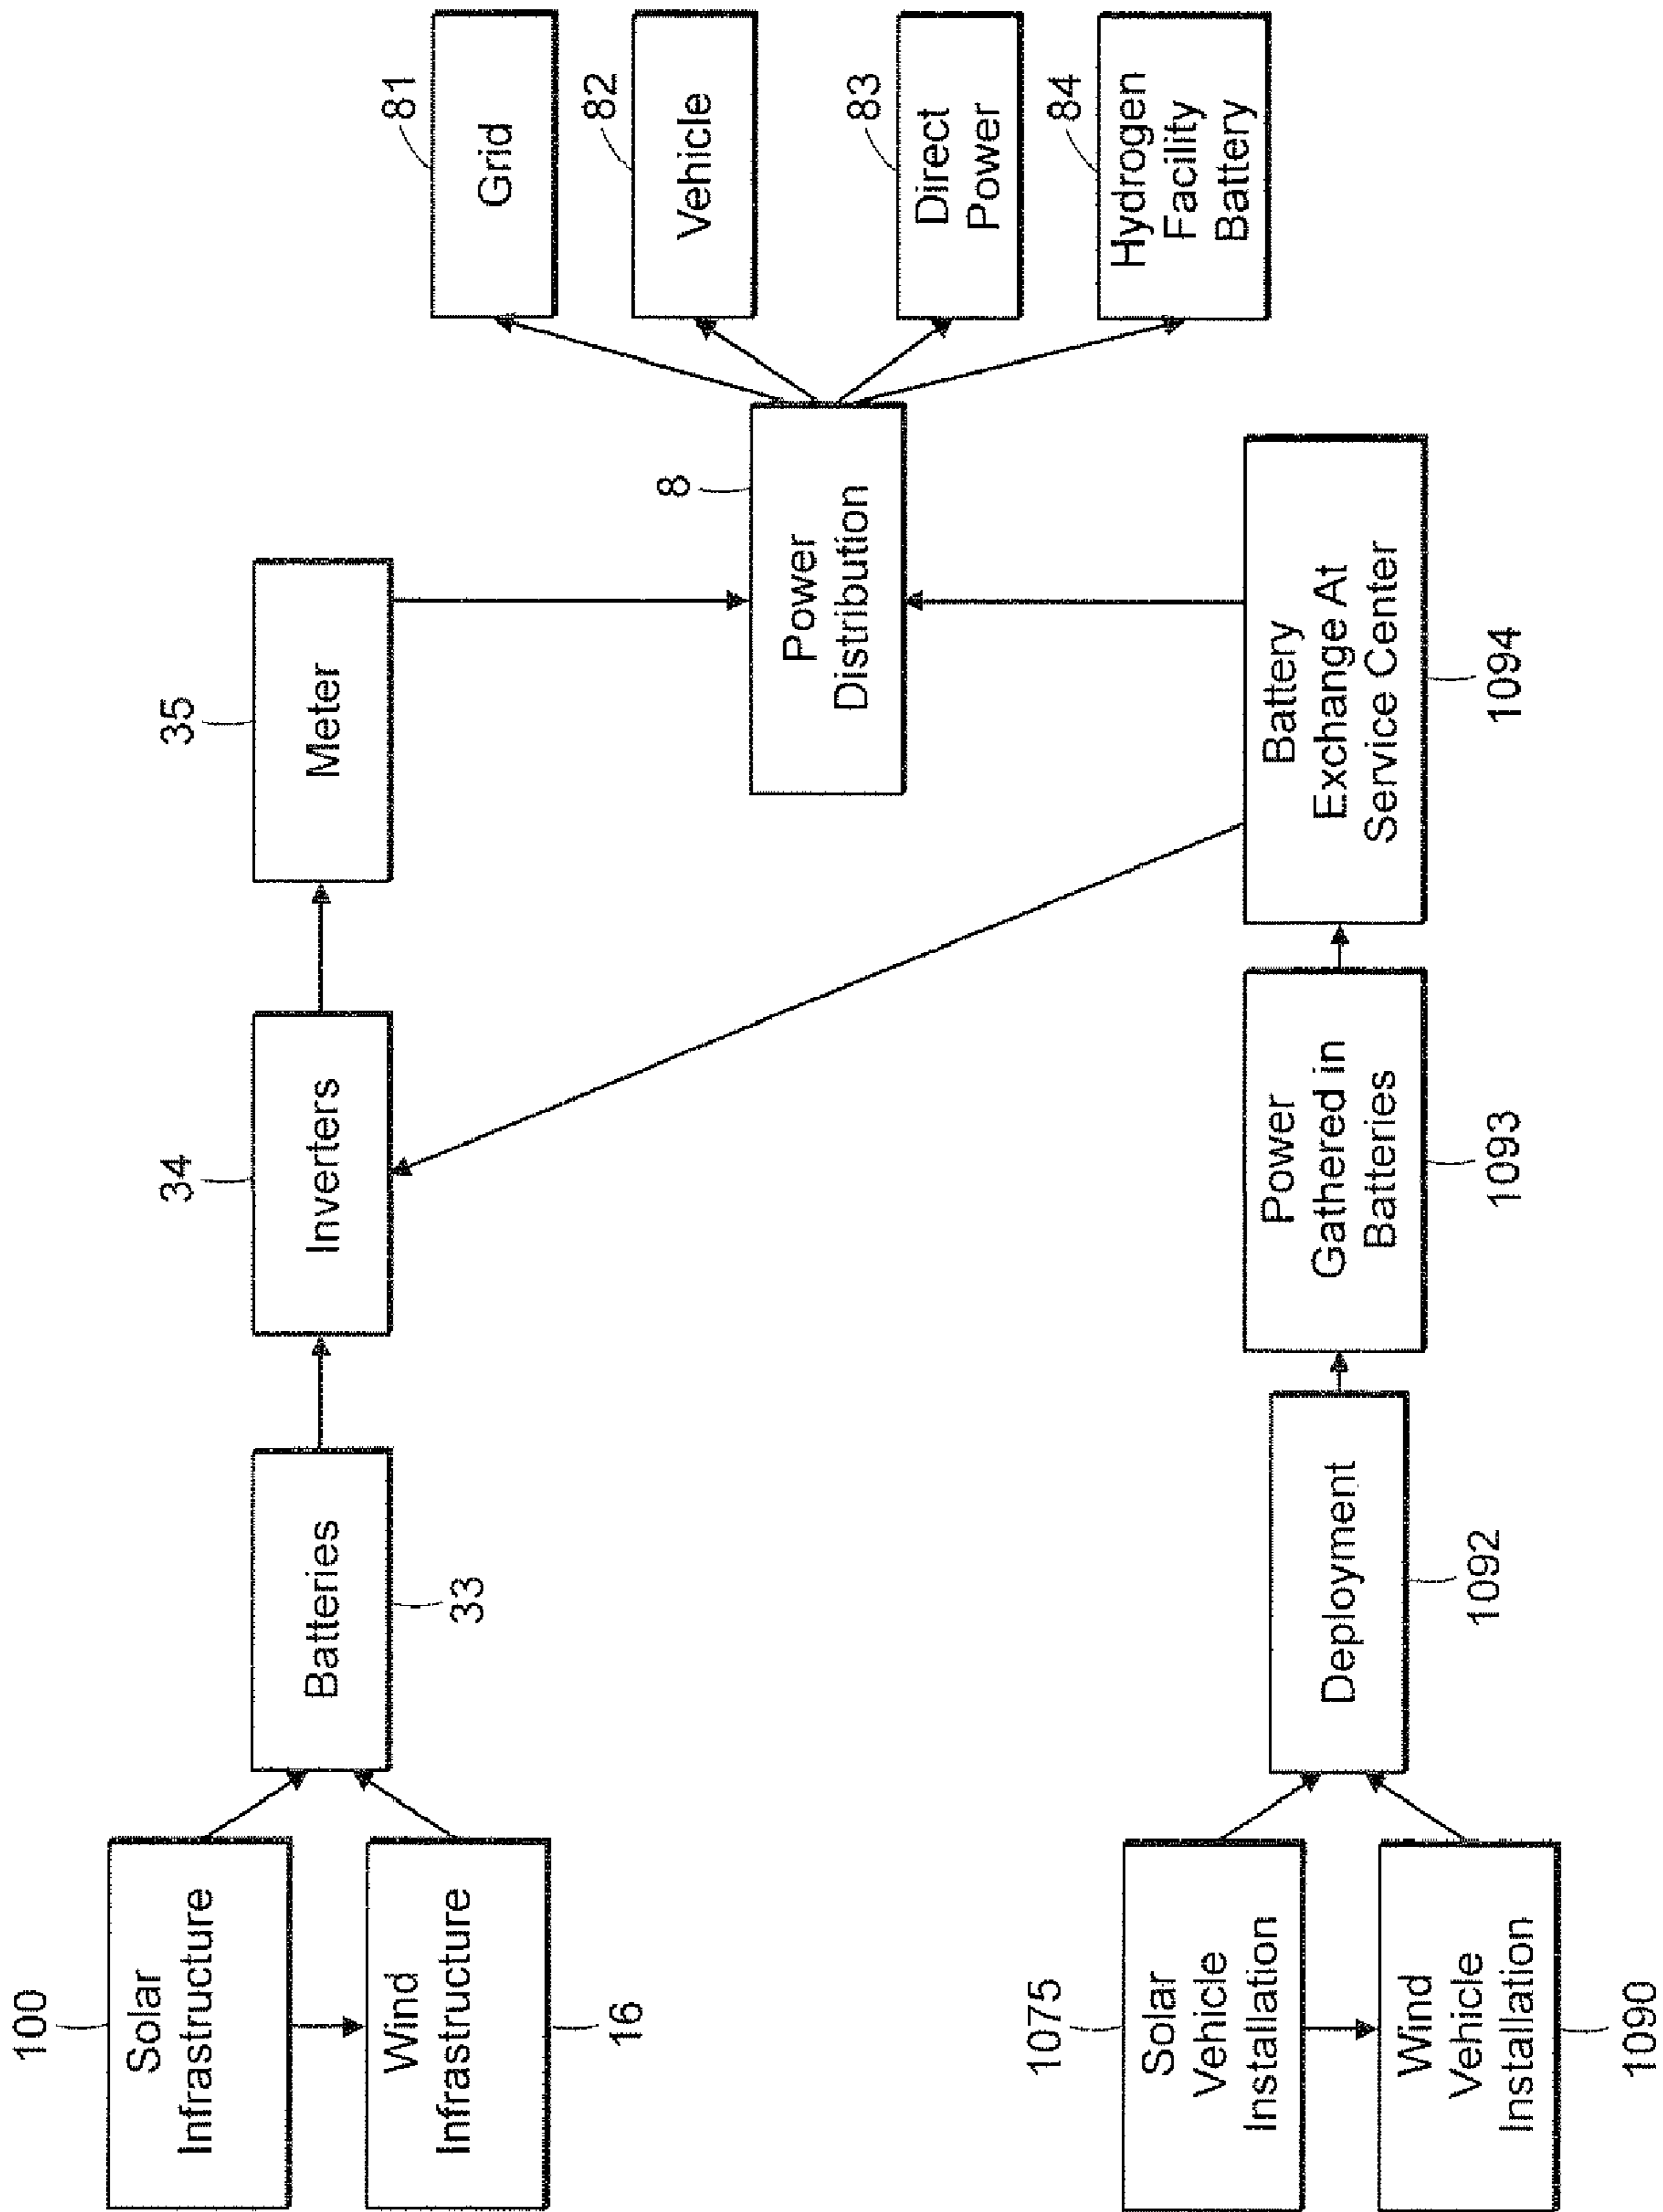 100
Solar
Infrastructure
Wind
Infrastructure
16
Batteries
33
34
Inverters
35
Meter
8
Power
Distribution
81
Grid
82
Vehicle
83
Direct
Power
84
Hydrogen
Facility
Battery
1075
Solar
Vehicle
Installation
Wind
Vehicle
Installation
1090
Deployment
1092
Power
Gathered in
Batteries
1093
Battery
Exchange At
Service Center
1094